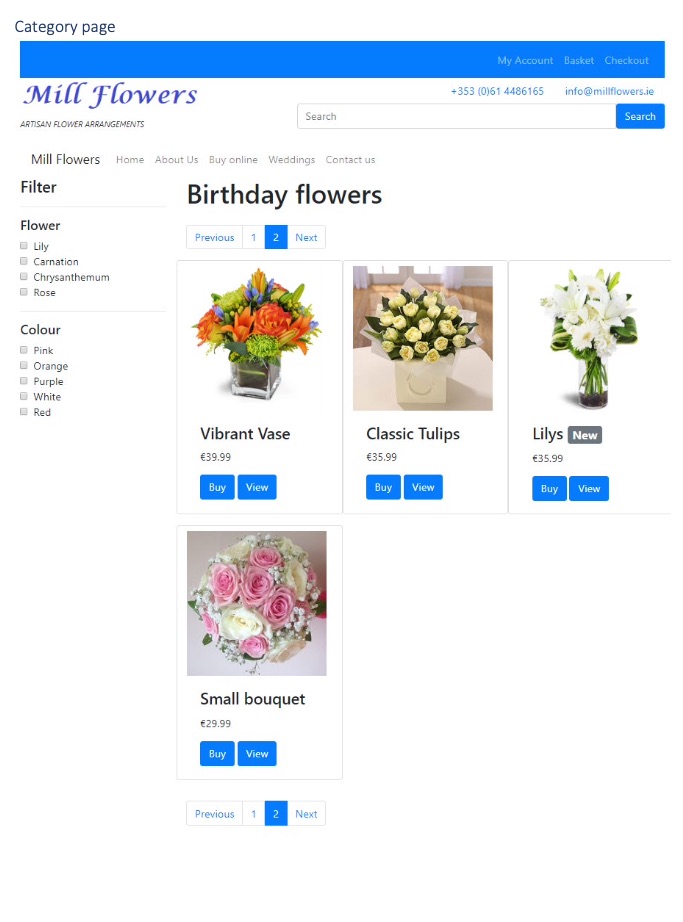 Category page
My Account Basket Checkout
Mill Flowers
+353 (0)61 4486165 info@millflowers.ie
Search Search
ARTISAN FLOWER ARRANGEMENTS
Mill Flowers Home About Us Buy online Weddings Contact us
Filter
Flower
Lily
Carnation
Chrysanthemum
Rose
Colour
Pink
Orange
Purple
White
Red
Birthday flowers
Previous 1 2 Next
Vibrant Vase
€39.99
Buy View
Classic Tulips
€35.99
Buy View
Lilys New
€35.99
Buy View
Small bouquet
€29.99
Buy View
Previous 1 2 Next